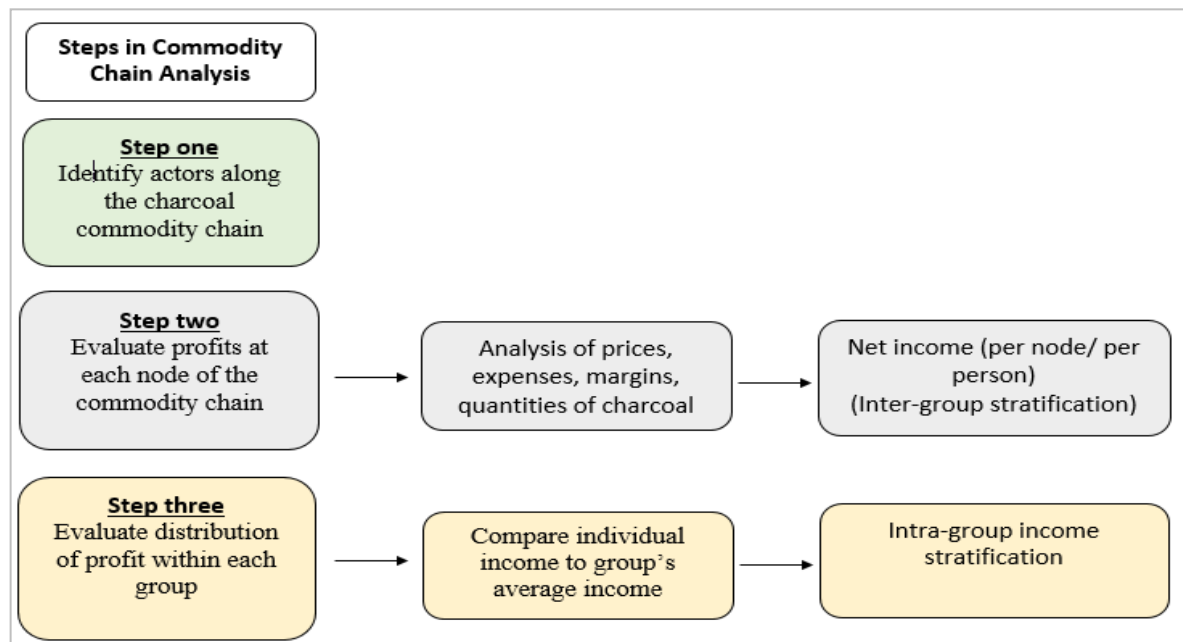 Steps in Commodity
Chain Analysis
Step one
Identify actors along
the charcoal
commodity chain
Step two
Evaluate profits at
each node of the
commodity chain
Analysis of prices,
expenses, margins,
quantities of charcoal
Net income (per node/ per
person)
(Inter-group stratification)
Step three
Evaluate distribution
of profit within each
group
Compare individual
income to group’s
average income
Intra-group income
stratification